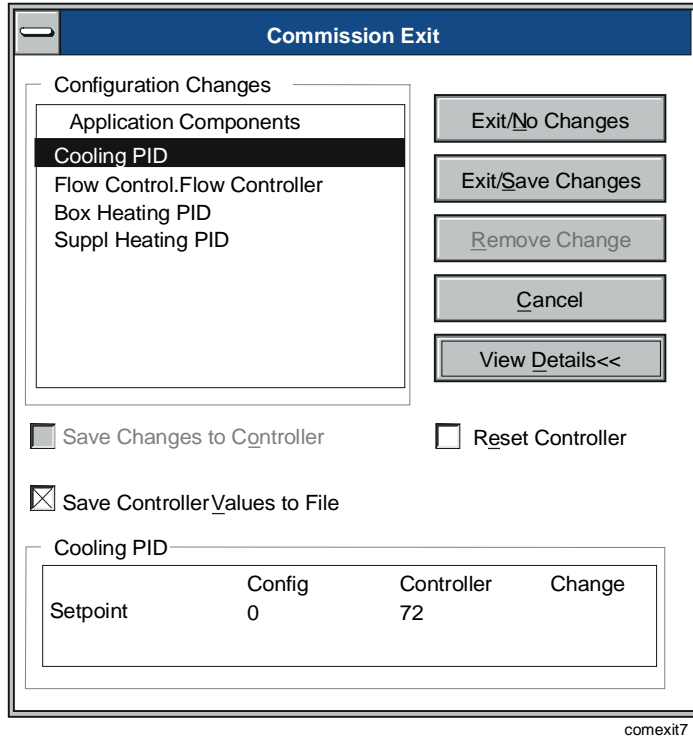 Commission Exit
Configuration Changes
Application Components
Cooling PID
Flow Control.Flow Controller
Box Heating PID
Suppl Heating PID
Exit/No Changes
Exit/Save Changes
Remove Change
Cancel
View Details<<
Save Changes to Controller
Reset Controller
Save Controller Values to File
Cooling PID
Config Controller Change
Setpoint 0 72
comexit7